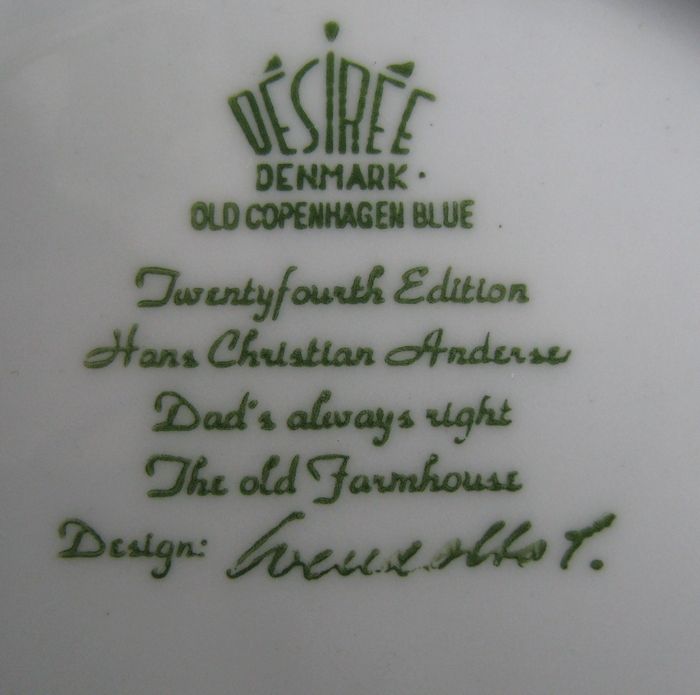 DÉSIRÉE
DENMARK.
OLD COPENHAGEN BLUE
Twentyfourth Edition
Hans Christian Anderse
Dad's always right
The old Farmhouse
Design: